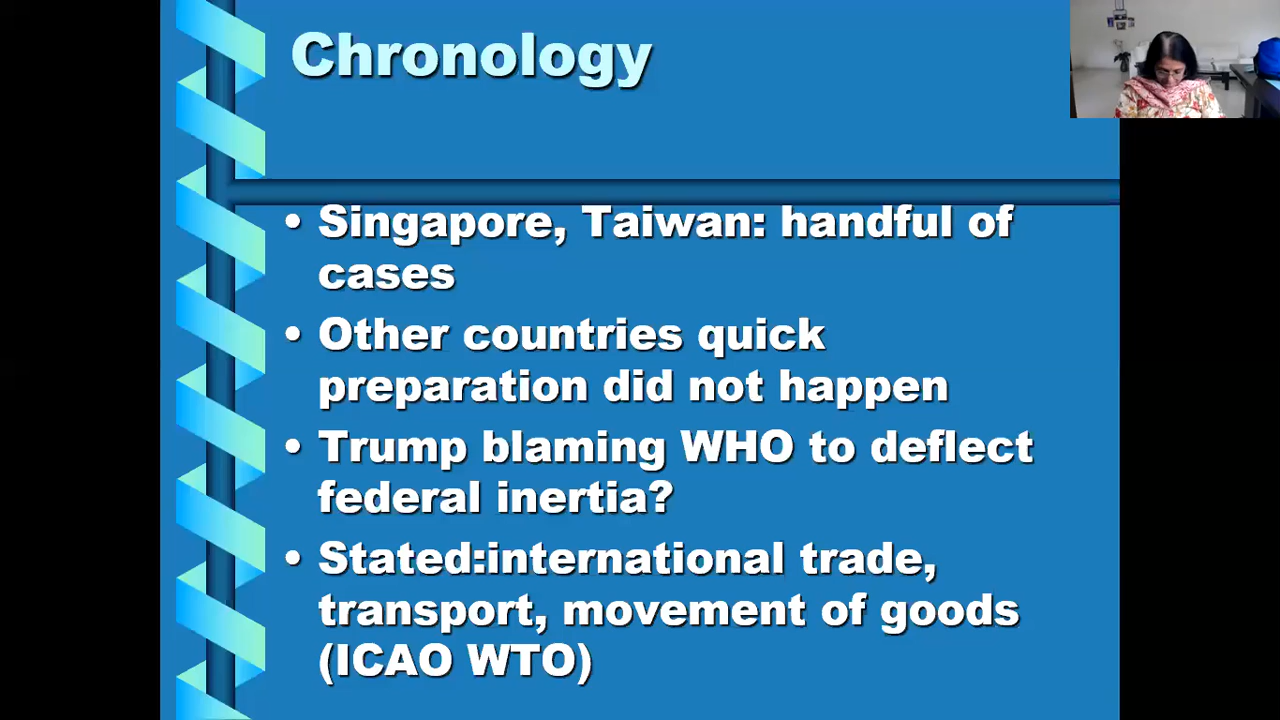 Chronology
• Singapore, Taiwan: handful of
cases
• Other countries quick
preparation did not happen
• Trump blaming WHO to deflect
federal inertia?
• Stated:international trade,
transport, movement of goods
(ICAO WTO)